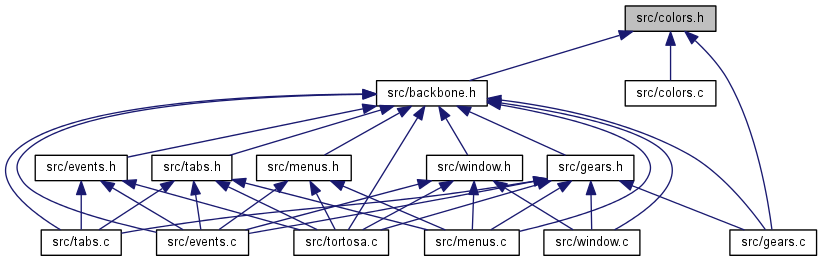 src/colors.h
src/backbone.h
src/colors.c
src/events.h
src/tabs.h
src/menus.h
src/window.h
src/gears.h
src/tabs.c
src/events.c
src/tortosa.c
src/menus.c
src/window.c
src/gears.c